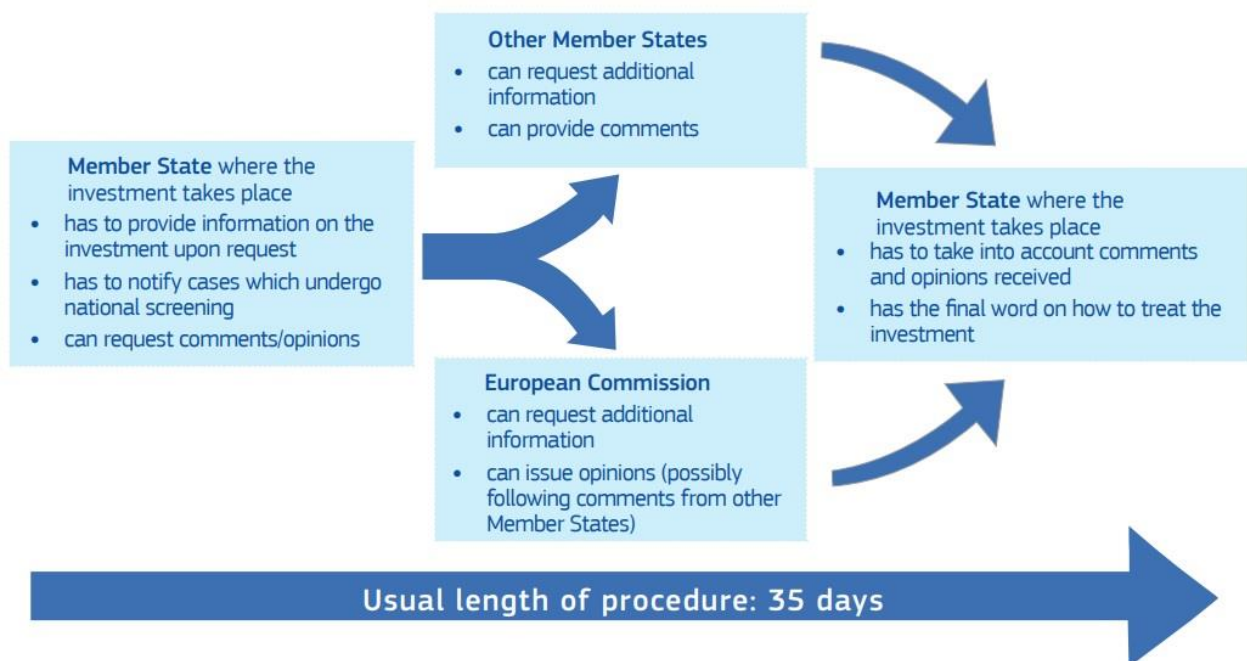 Member State where the
investment takes place
• has to provide information on the
investment upon request
• has to notify cases which undergo
national screening
• can request comments/opinions
Other Member States
• can request additional
information
• can provide comments
European Commission
• can request additional
information
• can issue opinions (possibly
following comments from other
Member States)
Member State where the
investment takes place
• has to take into account comments
and opinions received
• has the final word on how to treat the
investment
Usual length of procedure: 35 days